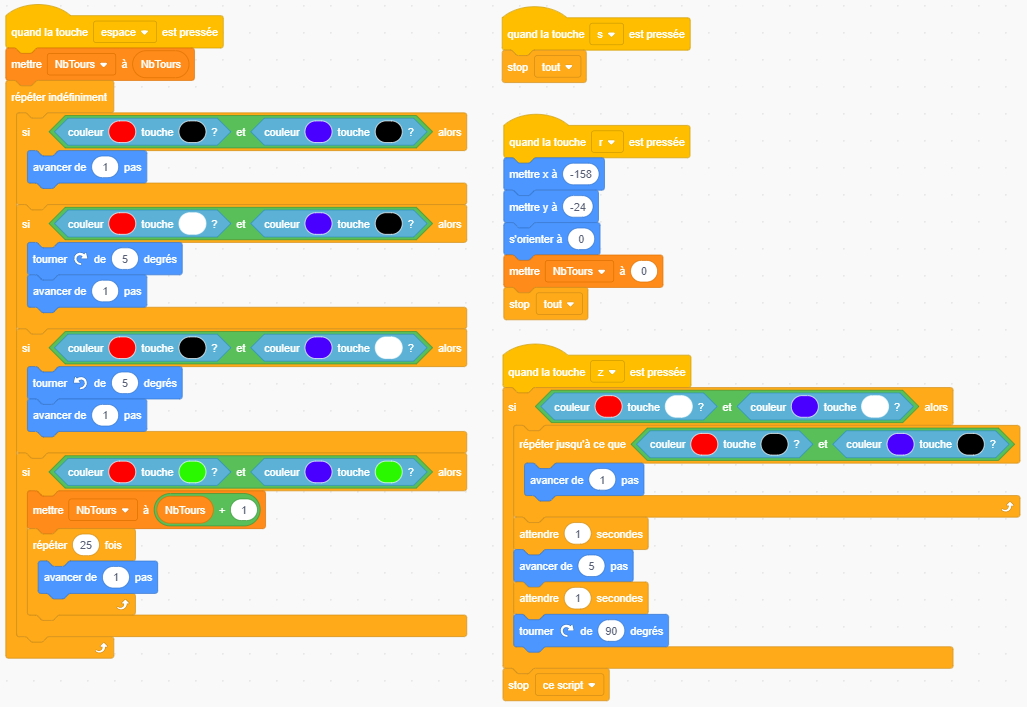 quand la touche espace est pressée
mettre NbTours à NbTours
répéter indéfiniment
si couleur touche ? et couleur touche ? alors
avancer de 1 pas
si couleur touche ? et couleur touche ? alors
tourner de 5 degrés
avancer de 1 pas
si couleur touche ? et couleur touche ? alors
tourner de 5 degrés
avancer de 1 pas
si couleur touche ? et couleur touche ? alors
mettre NbTours à NbTours + 1
répéter 25 fois
avancer de 1 pas
quand la touche s est pressée
stop tout
quand la touche r est pressée
mettre x à -158
mettre y à -24
s'orienter à 0
mettre NbTours à 0
stop tout
quand la touche z est pressée
si couleur touche ? et couleur touche ? alors
répéter jusqu'à ce que couleur touche ? et couleur touche ?
avancer de 1 pas
attendre 1 secondes
avancer de 5 pas
attendre 1 secondes
tourner de 90 degrés
stop ce script